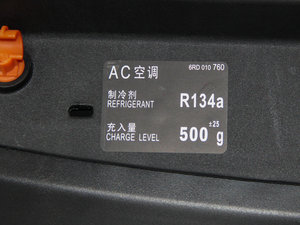 AC空调 6RD 010 760
制冷剂
REFRIGERANT R134a
充入量 ±25
CHARGE LEVEL 500 g